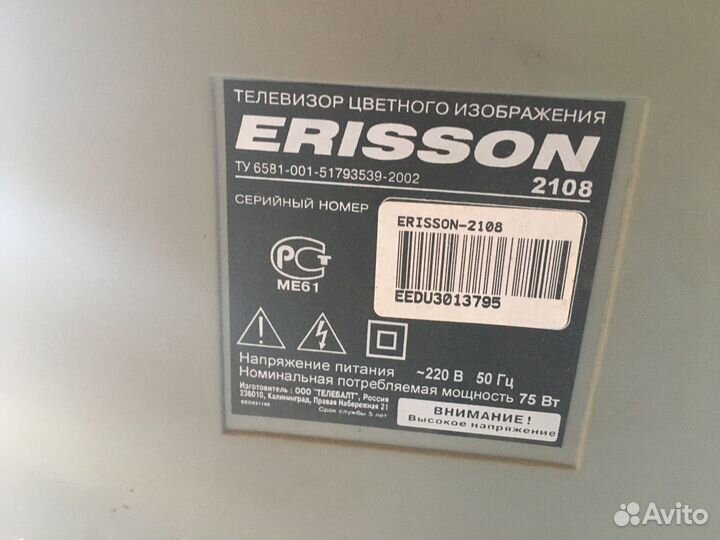 ТЕЛЕВИЗОР ЦВЕТНОГО ИЗОБРАЖЕНИЯ
ERISSON
ТУ 6581-001-51793539-2002
2108
СЕРИЙНЫЙ НОМЕР
ERISSON-2108
EEDU3013795
РСТ
МЕ61
Напряжение питания ~220 В 50 Гц
Номинальная потребляемая мощность 75 Вт
Изготовитель: ООО "ТЕЛЕБАЛТ", Россия
236010, Калининград, Правая Набережная 21
Срок службы 5 лет
ВНИМАНИЕ!
Высокое напряжение
Avito